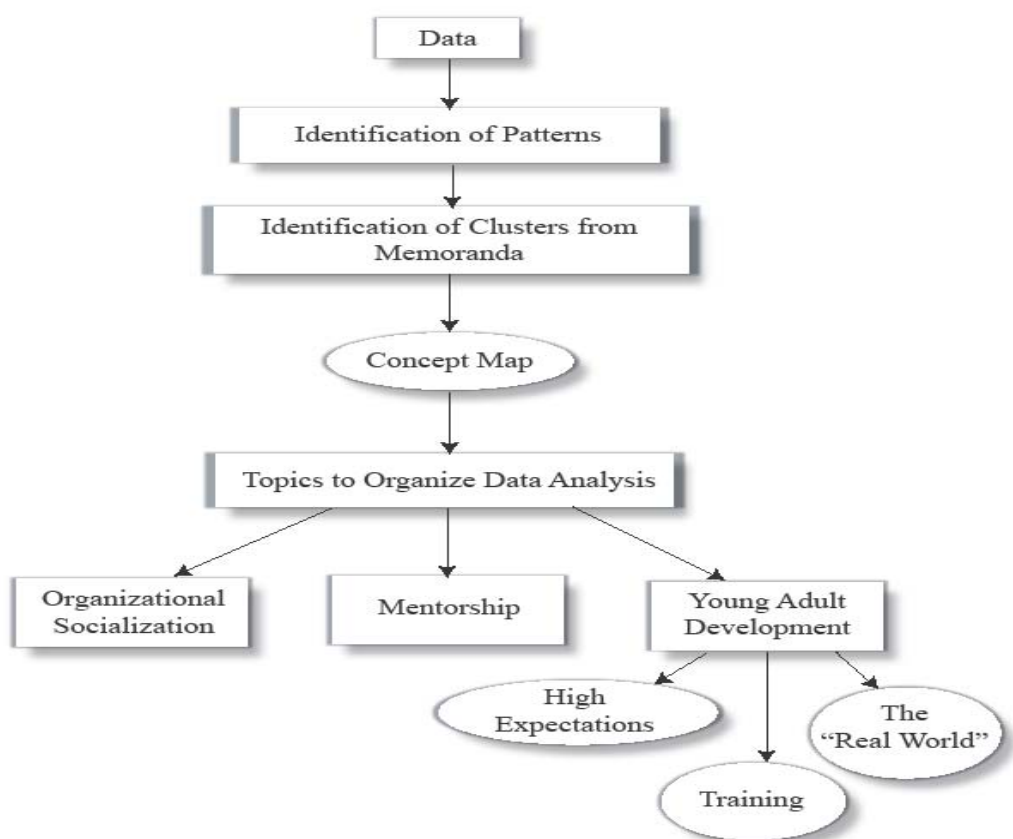 Data
Identification of Patterns
Identification of Clusters from
Memoranda
Concept Map
Topics to Organize Data Analysis
Organizational
Socialization
Mentorship
Young Adult
Development
High
Expectations
Training
The
“Real World”